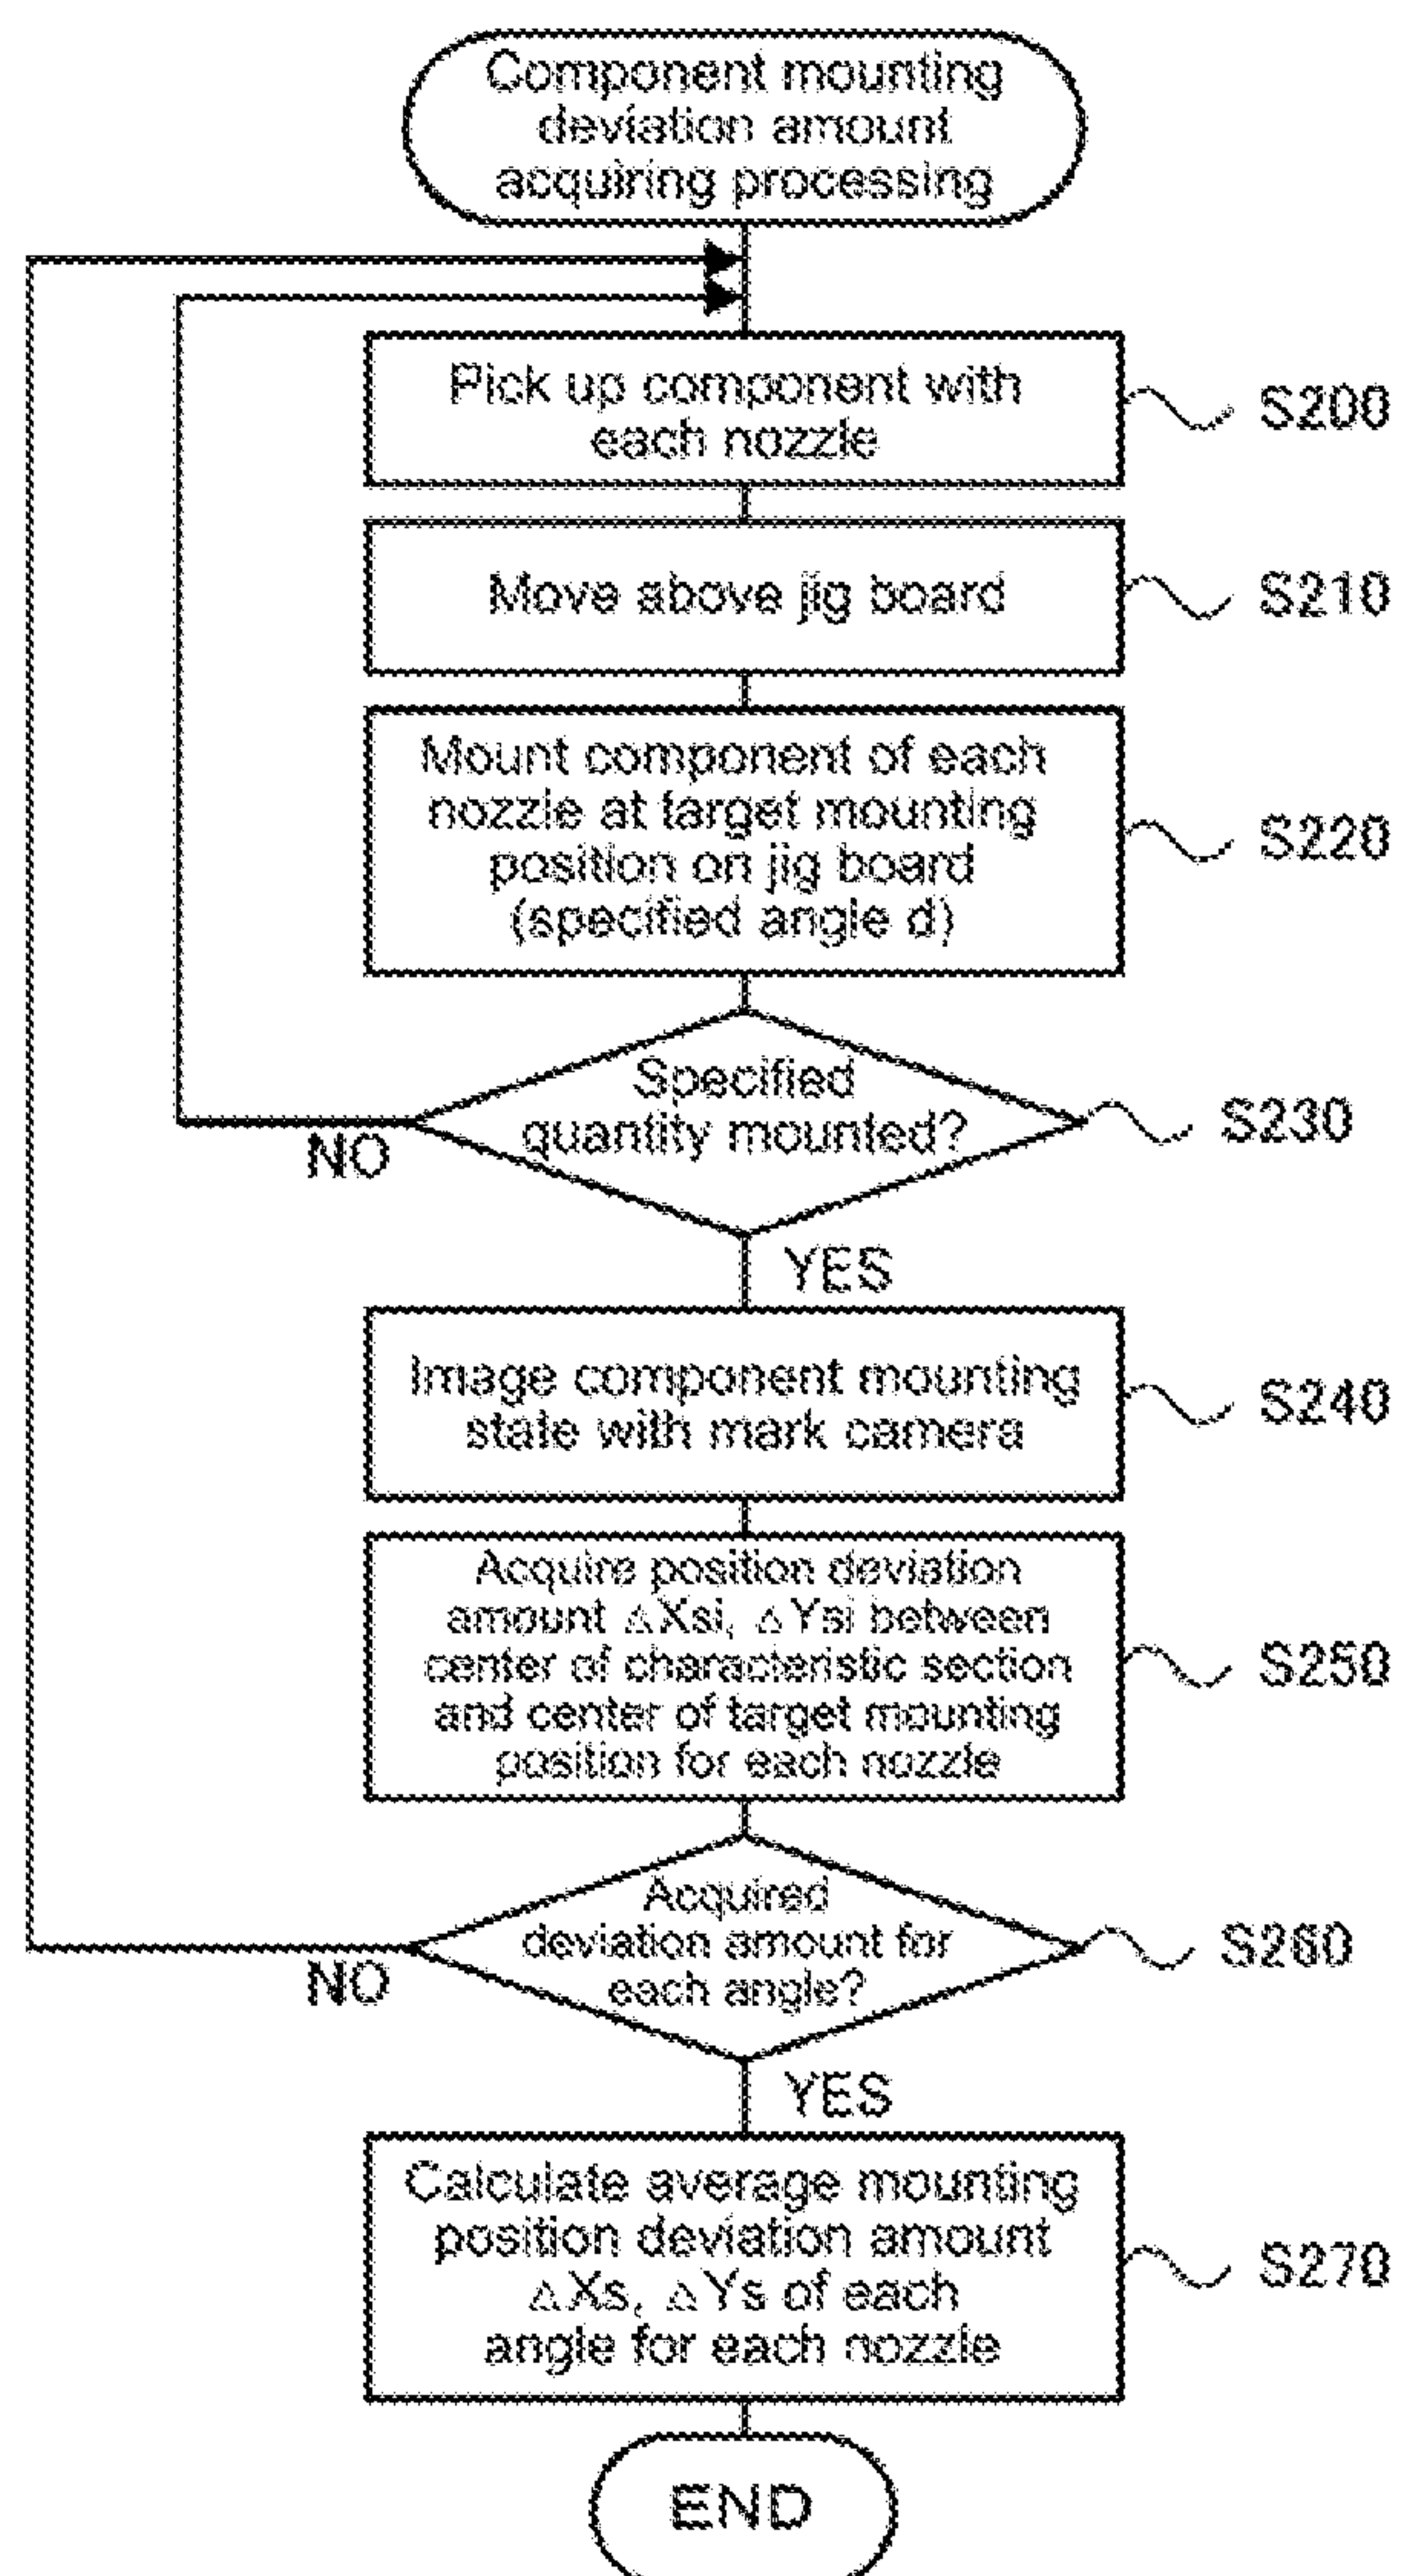 Component mounting
deviation amount
acquiring processing
Pick up component with
each nozzle
S200
Move above jig board
S210
Mount component of each
nozzle at target mounting
position on jig board
(specified angle d)
S220
Specified
quantity mounted?
S230
NO
YES
Image component mounting
state with mark camera
S240
Acquire position deviation
amount △Xsi, △Ysi between
center of characteristic section
and center of target mounting
position for each nozzle
S250
Acquired
deviation amount for
each angle?
S260
NO
YES
Calculate average mounting
position deviation amount
△Xs, △Ys of each
angle for each nozzle
S270
END